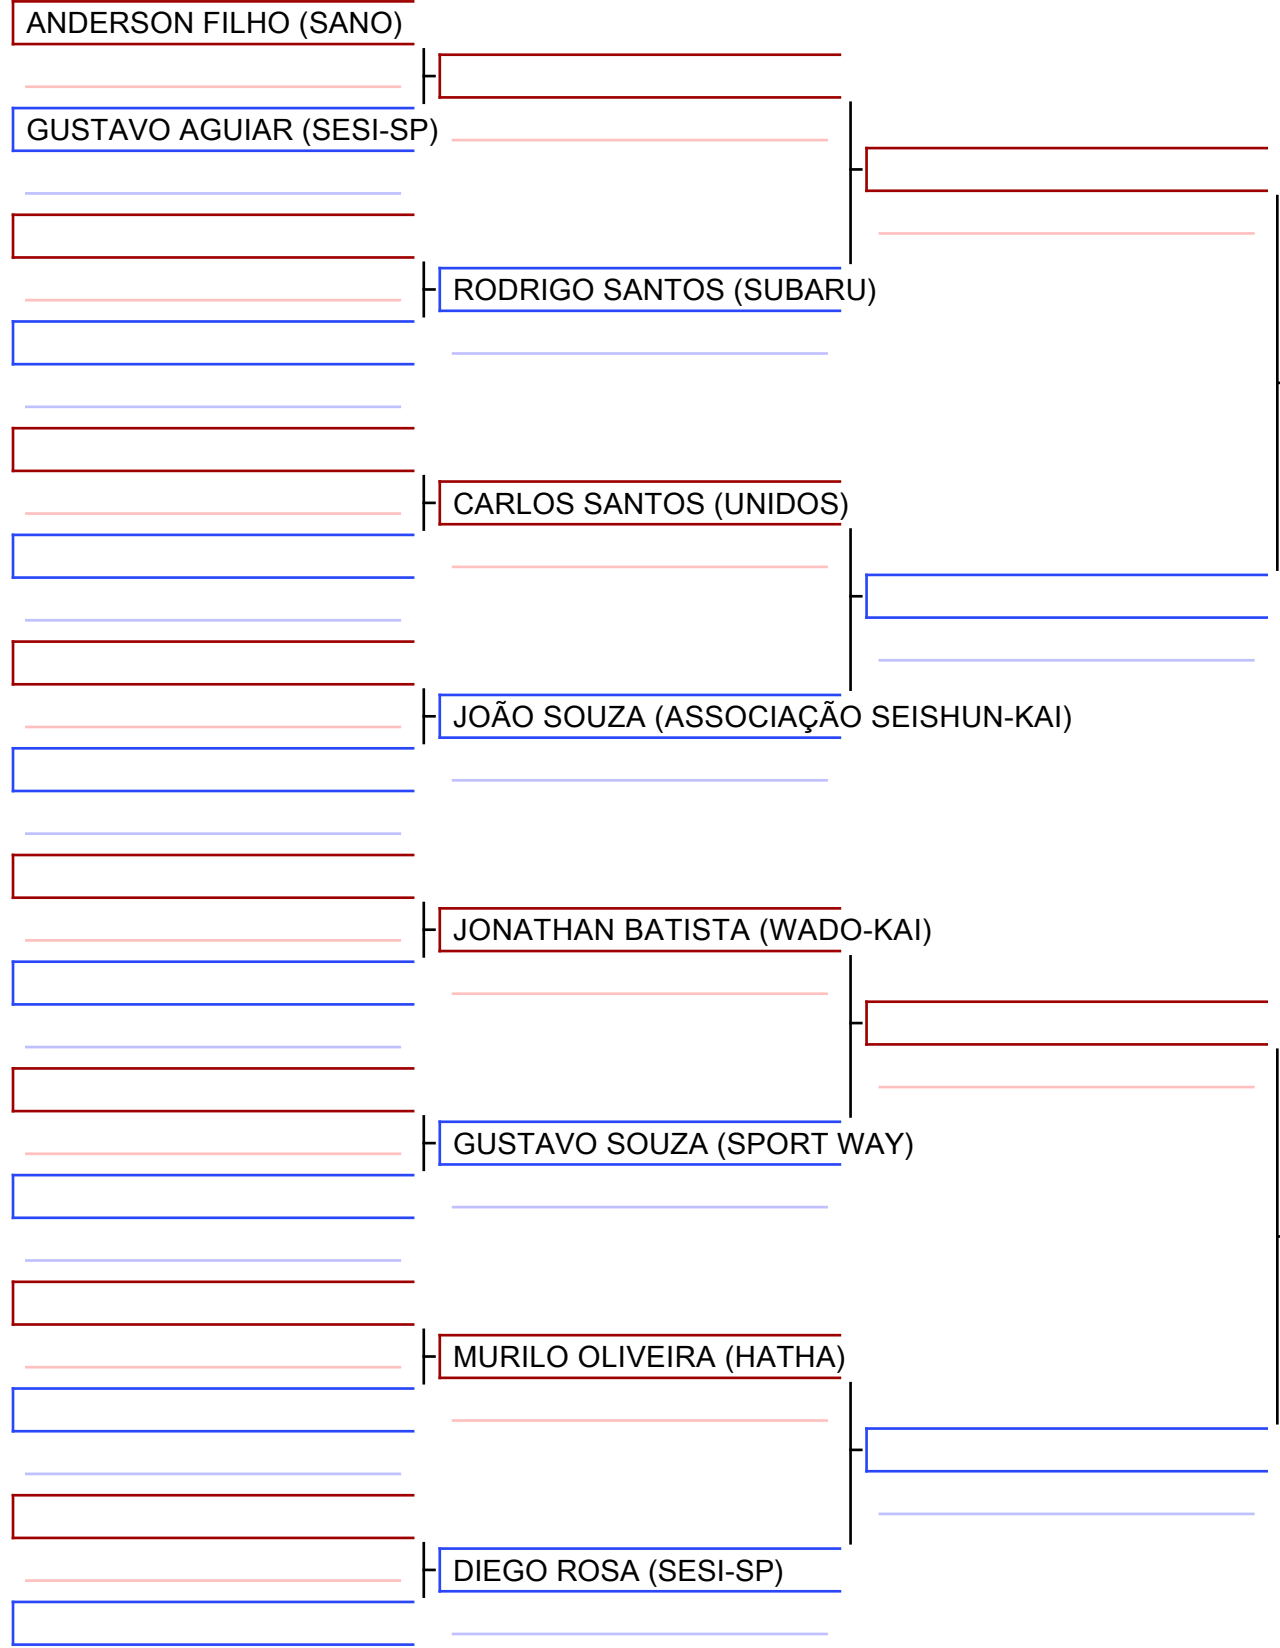 ANDERSON FILHO (SANO)
GUSTAVO AGUIAR (SESI-SP)
RODRIGO SANTOS (SUBARU)
CARLOS SANTOS (UNIDOS)
JOÃO SOUZA (ASSOCIAÇÃO SEISHUN-KAI)
JONATHAN BATISTA (WADO-KAI)
GUSTAVO SOUZA (SPORT WAY)
MURILO OLIVEIRA (HATHA)
DIEGO ROSA (SESI-SP)